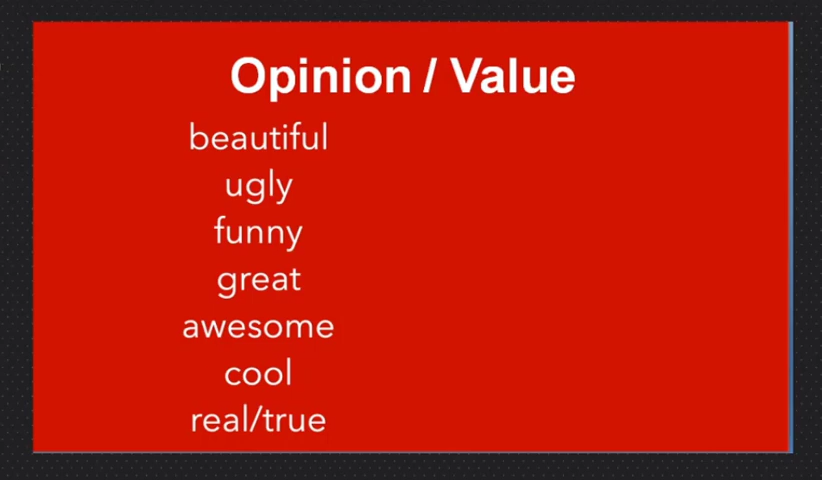 Opinion / Value
beautiful
ugly
funny
great
awesome
cool
real/true